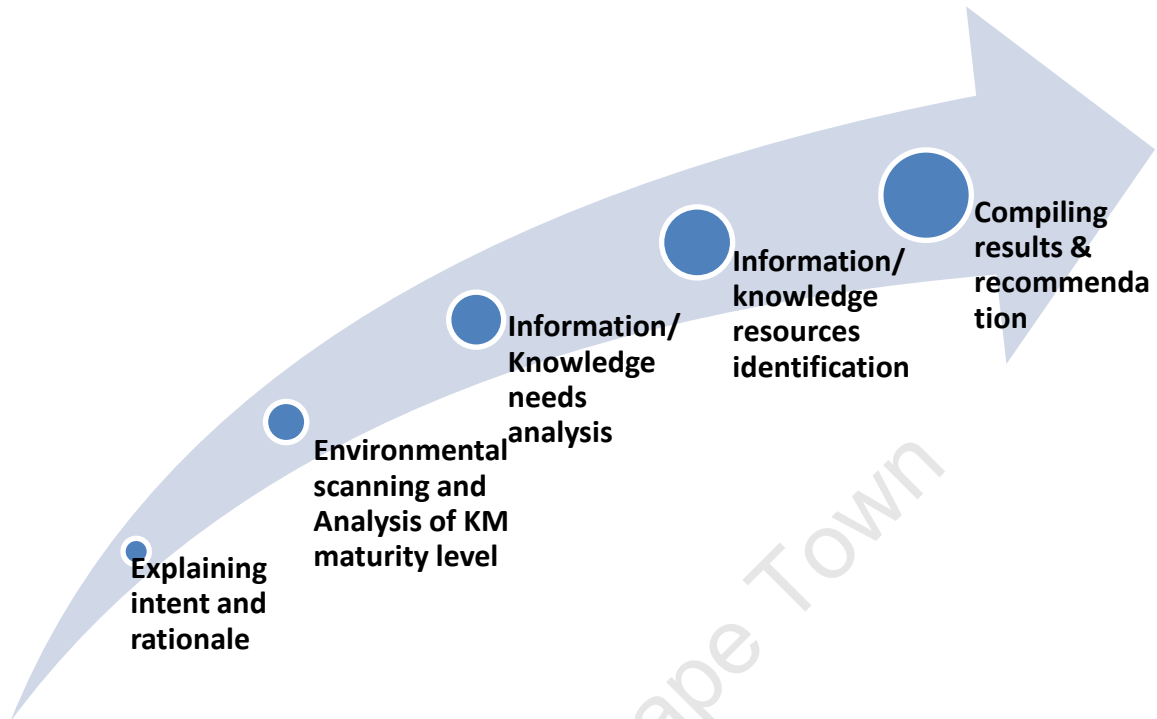 Explaining
intent and
rationale
Environmental
scanning and
Analysis of KM
maturity level
Information/
Knowledge
needs
analysis
Information/
knowledge
resources
identification
Compiling
results &
recommenda
tion
ape Town